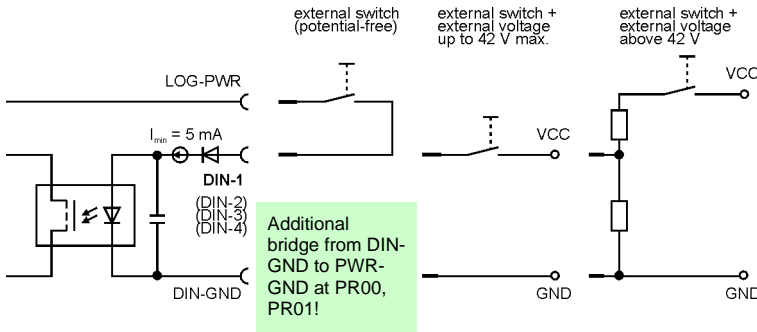 external switch
(potential-free)
external switch +
external voltage
up to 42 V max.
external switch +
external voltage
above 42 V
LOG-PWR
VCC
I min = 5 mA
VCC
DIN-1
(DIN-2)
(DIN-3)
(DIN-4)
Additional
bridge from DIN-
GND to PWR-
GND at PR00,
PR01!
DIN-GND
GND
GND